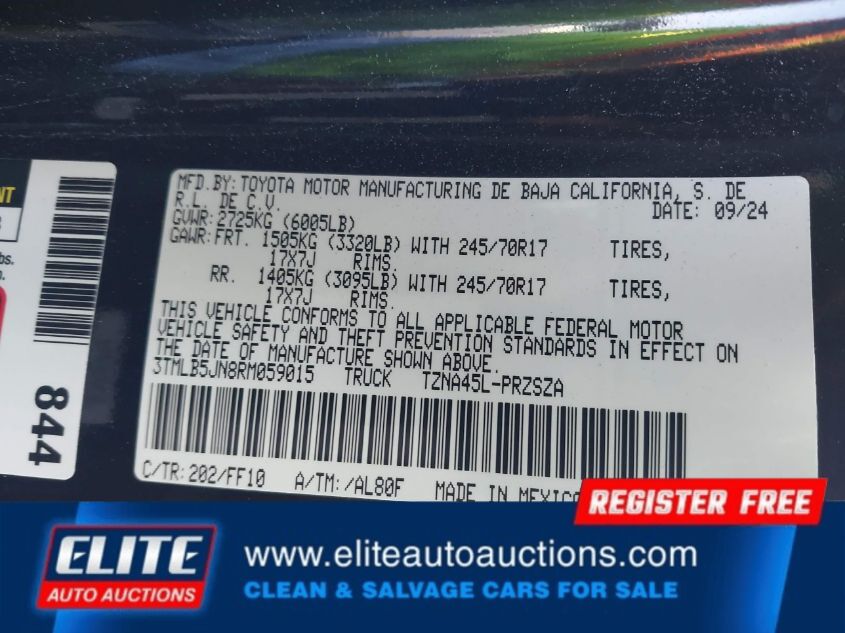 MFD.BY: TOYOTA MOTOR MANUFACTURING DE BAJA CALIFORNIA, S. DE
R.L. DE C.V. DATE: 09/24
GVWR: 2725KG (6005LB)
GAWR: FRT. 1505KG (3320LB) WITH 245/70R17 TIRES,
17X7J RIMS.
RR. 1405KG (3095LB) WITH 245/70R17 TIRES,
17X7J RIMS.
THIS VEHICLE CONFORMS TO ALL APPLICABLE FEDERAL MOTOR
VEHICLE SAFETY AND THEFT PREVENTION STANDARDS IN EFFECT ON
THE DATE OF MANUFACTURE SHOWN ABOVE.
3TMLB5JN8RM059015 TRUCK TZNA45L-PRZSZA
C/TR: 202/FF10 A/TM: /AL80F MADE IN MEXICO
844
REGISTER FREE
ELITE
AUTO AUCTIONS
www.eliteautoauctions.com
CLEAN & SALVAGE CARS FOR SALE